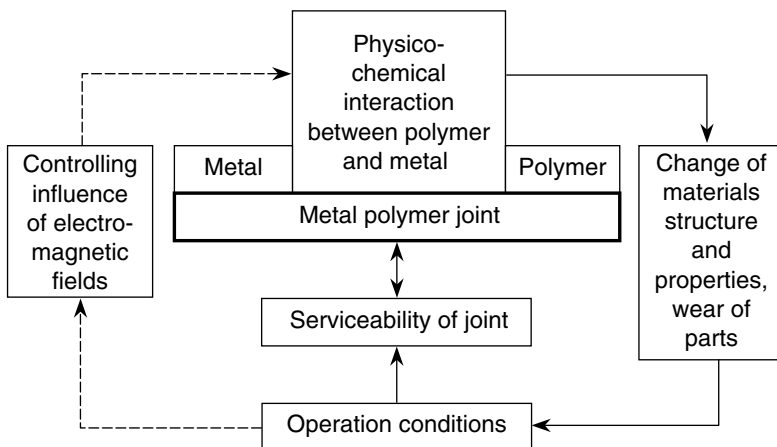 Physico-
chemical
interaction
between polymer
and metal
Controlling
influence
of electro-
magnetic
fields
Metal
Polymer
Change of
materials
structure
and
properties,
wear of
parts
Metal polymer joint
Serviceability of joint
Operation conditions